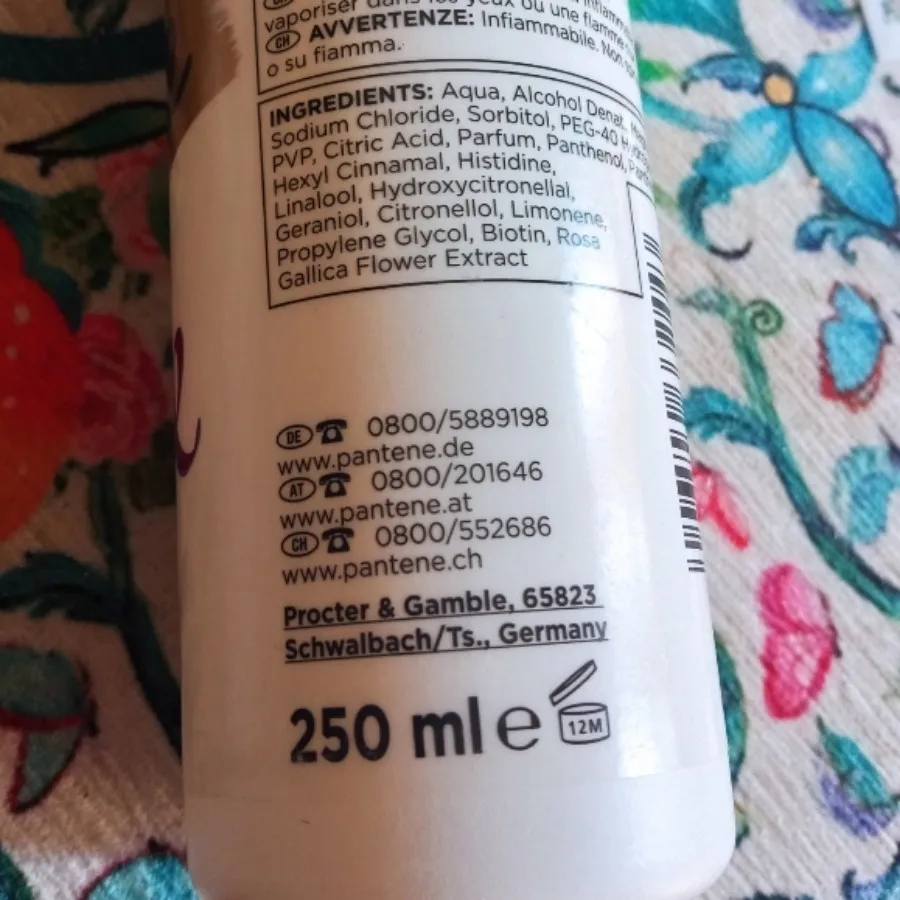 vaporiser dans les yeux ou une flamme
CH AVVERTENZE: Infiammabile. Non
o su fiamma.
INGREDIENTS: Aqua, Alcohol Denat.,
Sodium Chloride, Sorbitol, PEG-40
PVP, Citric Acid, Parfum, Panthenol,
Hexyl Cinnamal, Histidine,
Linalool, Hydroxycitronellal,
Geraniol, Citronellol, Limonene,
Propylene Glycol, Biotin, Rosa
Gallica Flower Extract
DE 0800/5889198
www.pantene.de
AT 0800/201646
www.pantene.at
CH 0800/552686
www.pantene.ch
Procter & Gamble, 65823
Schwalbach/Ts., Germany
250 ml e 12M